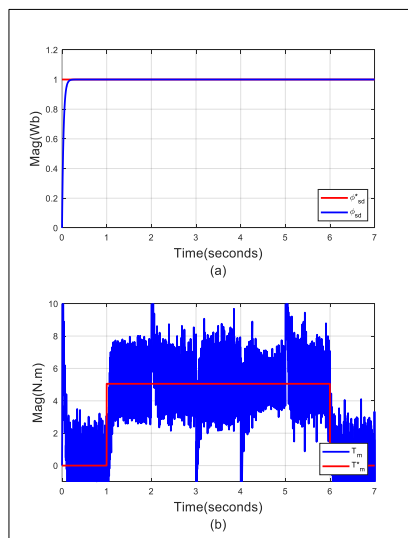 1.2
1
0.8
0.6
0.4
0.2
0
Mag(Wb)
ϕ*sd
ϕsd
0 1 2 3 4 5 6 7
Time(seconds)
(a)
10
8
6
4
2
0
Mag(N.m)
Tm
T*m
0 1 2 3 4 5 6 7
Time(seconds)
(b)